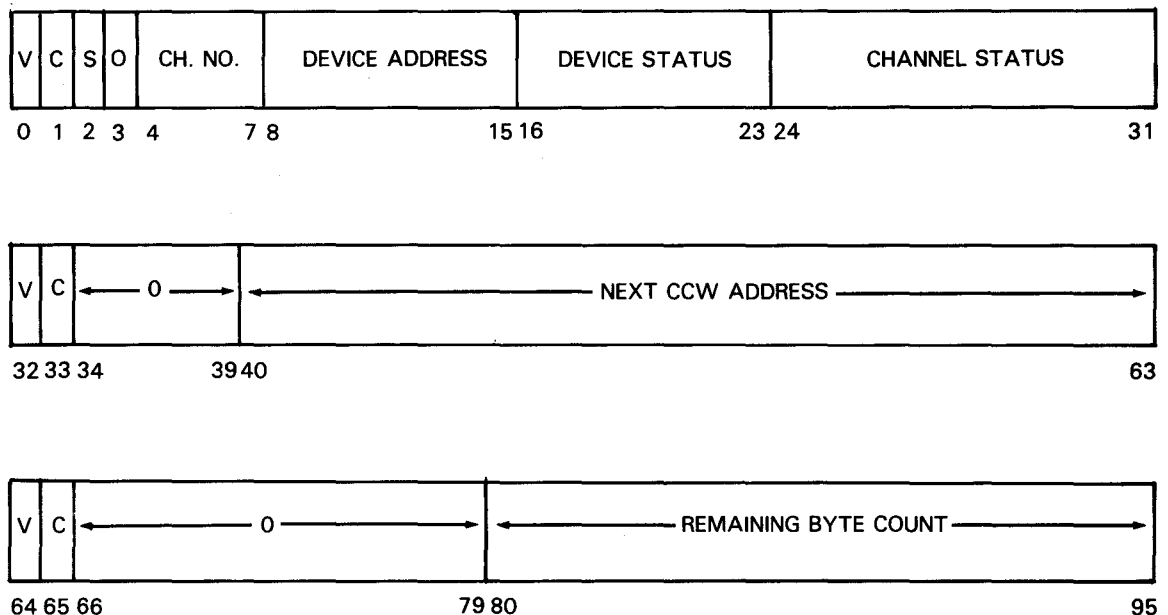 V C S O CH. NO. DEVICE ADDRESS DEVICE STATUS CHANNEL STATUS
0 1 2 3 4 7 8 15 16 23 24 31
V C 0 NEXT CCW ADDRESS
32 33 34 39 40 63
V C 0 REMAINING BYTE COUNT
64 65 66 79 80 95